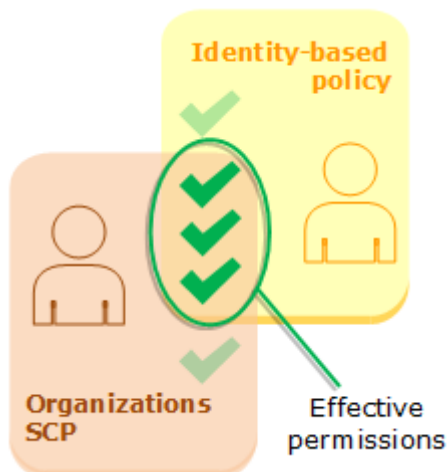 Identity-based
policy
Organizations
SCP
Effective
permissions